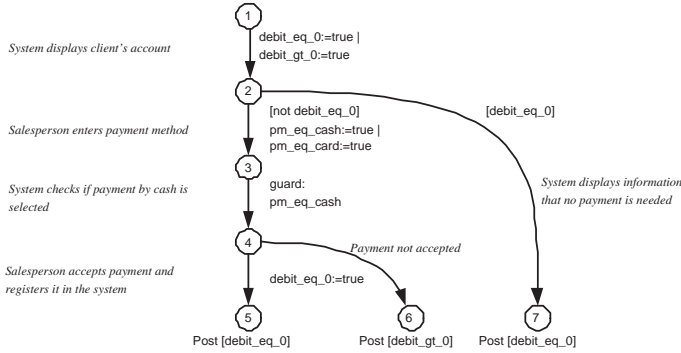 1
System displays client's account
debit_eq_0:=true |
debit_gt_0:=true
2
[not debit_eq_0]
[debit_eq_0]
Salesperson enters payment method
pm_eq_cash:=true |
pm_eq_card:=true
3
System checks if payment by cash is
selected
guard:
pm_eq_cash
System displays information
that no payment is needed
4
Payment not accepted
Salesperson accepts payment and
registers it in the system
debit_eq_0:=true
5
6
7
Post [debit_eq_0]
Post [debit_gt_0]
Post [debit_eq_0]